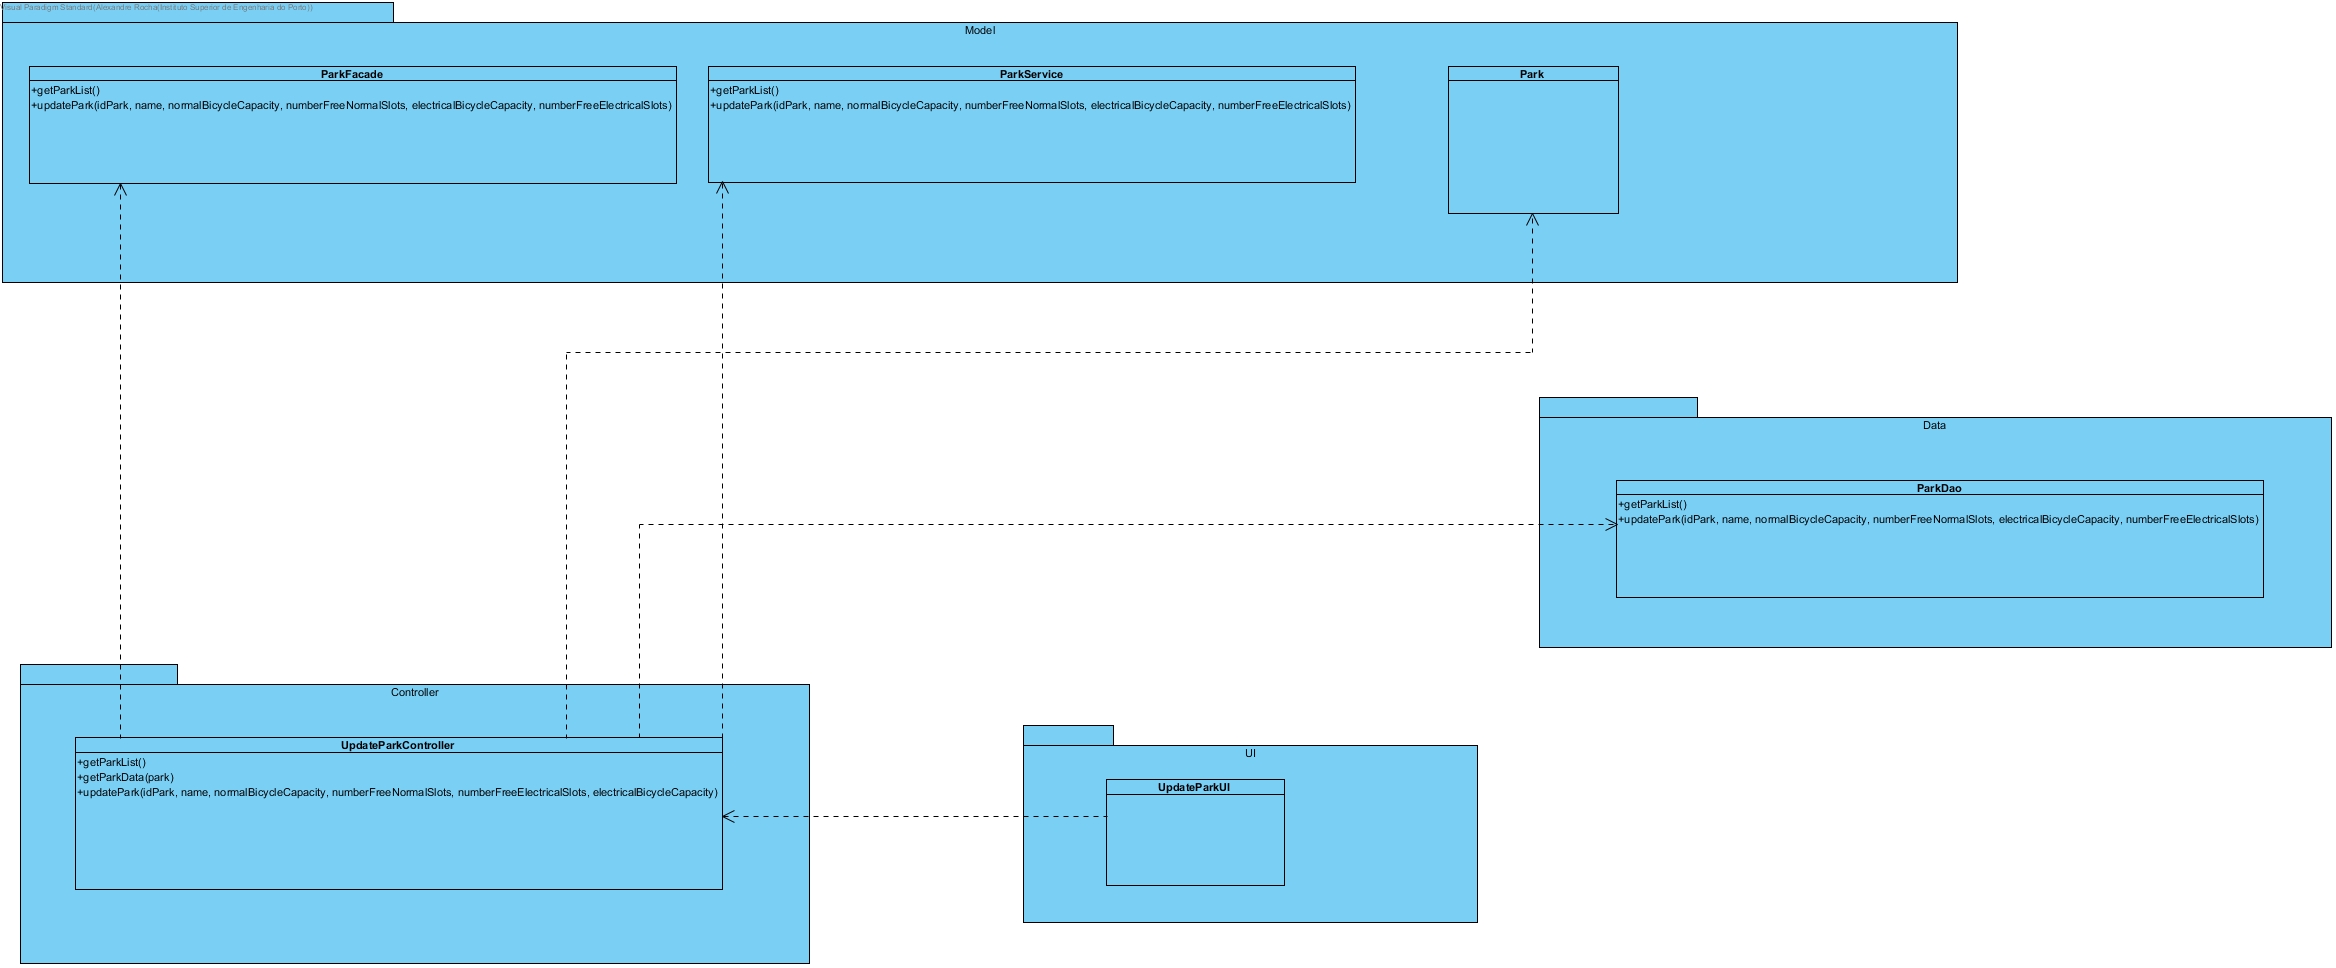 Visual Paradigm Standard(Alexandre Rocha(Instituto Superior de Engenharia do Porto))
Model
ParkFacade
+getParkList()
+updatePark(idPark, name, normalBicycleCapacity, numberFreeNormalSlots, electricalBicycleCapacity, numberFreeElectricalSlots)
ParkService
+getParkList()
+updatePark(idPark, name, normalBicycleCapacity, numberFreeNormalSlots, electricalBicycleCapacity, numberFreeElectricalSlots)
Park
Data
ParkDao
+getParkList()
+updatePark(idPark, name, normalBicycleCapacity, numberFreeNormalSlots, electricalBicycleCapacity, numberFreeElectricalSlots)
Controller
UpdateParkController
+getParkList()
+getParkData(park)
+updatePark(idPark, name, normalBicycleCapacity, numberFreeNormalSlots, numberFreeElectricalSlots, electricalBicycleCapacity)
UI
UpdateParkUI